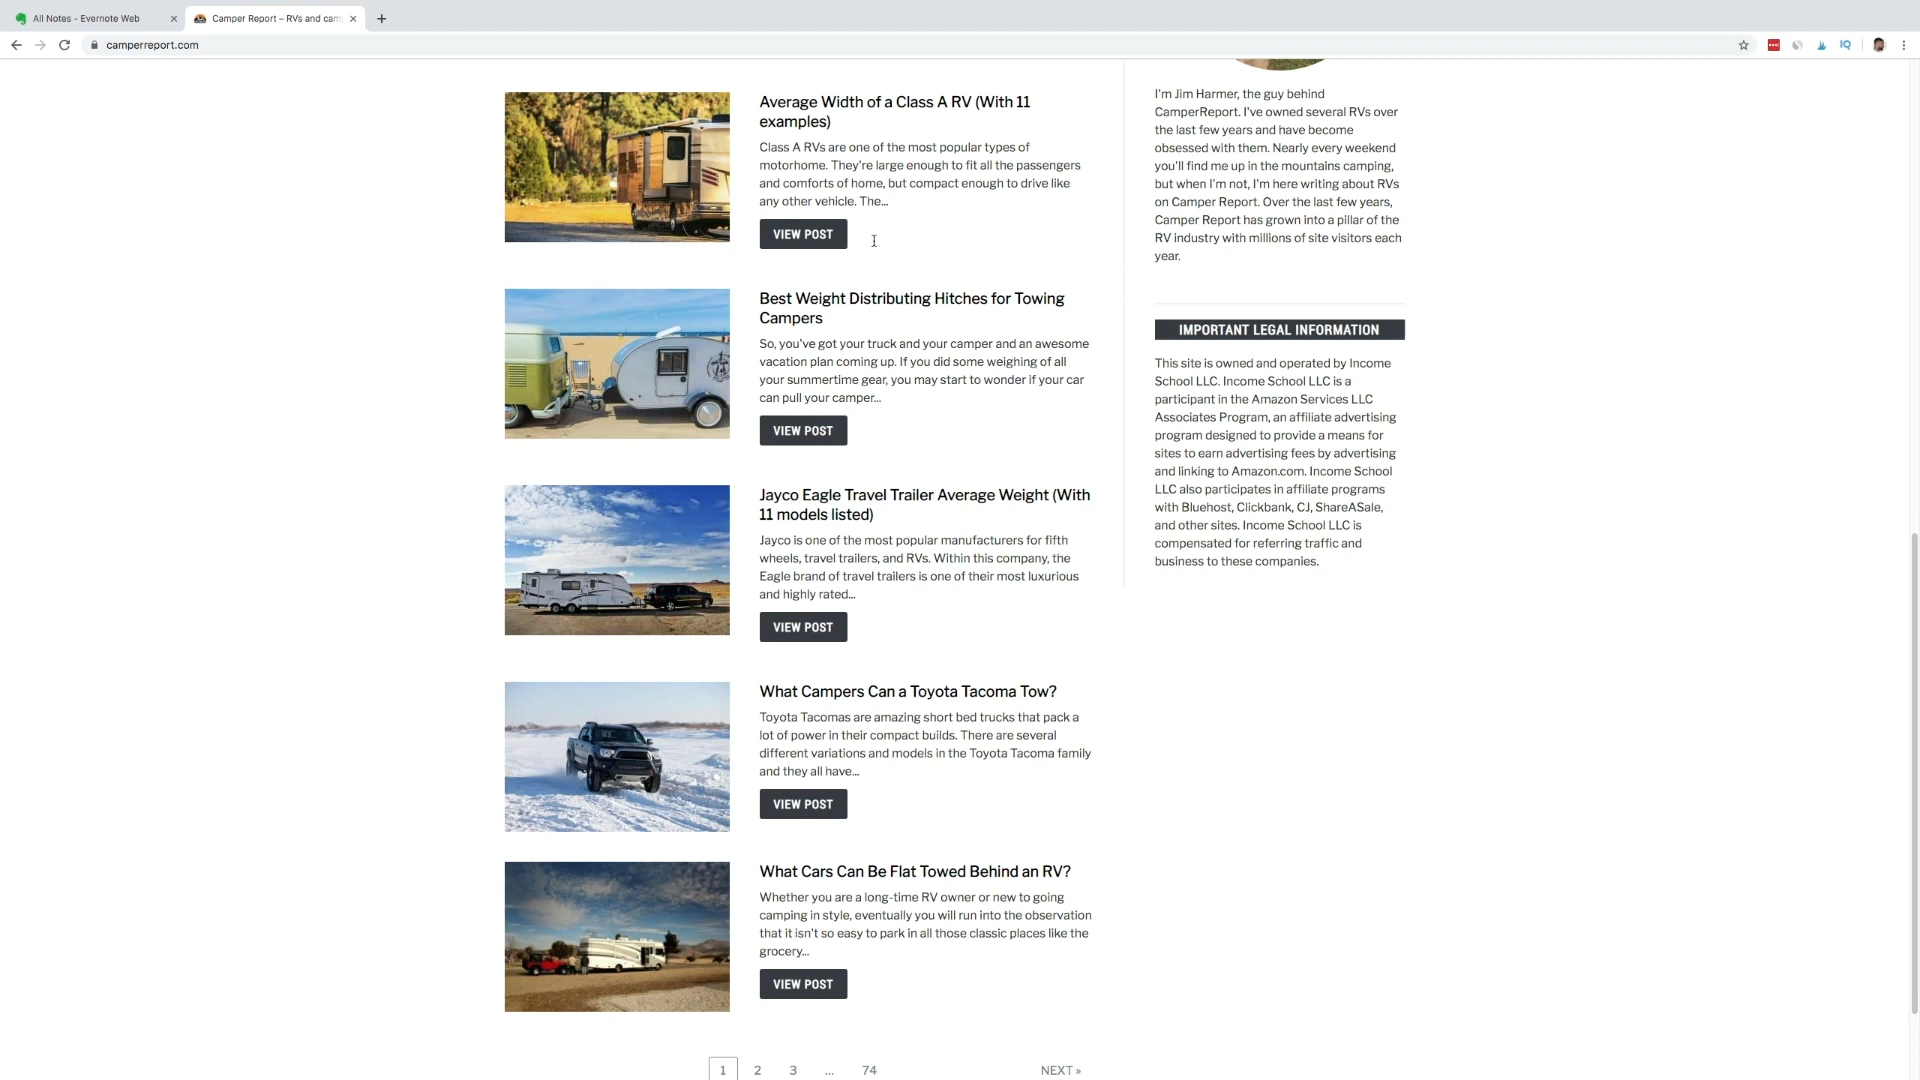 All Notes - Evernote Web
Camper Report – RVs and cam
camperreport.com
IQ
Average Width of a Class A RV (With 11
examples)
Class A RVs are one of the most popular types of
motorhome. They're large enough to fit all the passengers
and comforts of home, but compact enough to drive like
any other vehicle. The...
VIEW POST
Best Weight Distributing Hitches for Towing
Campers
So, you've got your truck and your camper and an awesome
vacation plan coming up. If you did some weighing of all
your summertime gear, you may start to wonder if your car
can pull your camper...
VIEW POST
Jayco Eagle Travel Trailer Average Weight (With
11 models listed)
Jayco is one of the most popular manufacturers for fifth
wheels, travel trailers, and RVs. Within this company, the
Eagle brand of travel trailers is one of their most luxurious
and highly rated...
VIEW POST
What Campers Can a Toyota Tacoma Tow?
Toyota Tacomas are amazing short bed trucks that pack a
lot of power in their compact builds. There are several
different variations and models in the Toyota Tacoma family
and they all have...
VIEW POST
What Cars Can Be Flat Towed Behind an RV?
Whether you are a long-time RV owner or new to going
camping in style, eventually you will run into the observation
that it isn't so easy to park in all those classic places like the
grocery...
VIEW POST
1 2 3 ... 74 NEXT »
I'm Jim Harmer, the guy behind
CamperReport. I've owned several RVs over
the last few years and have become
obsessed with them. Nearly every weekend
you'll find me up in the mountains camping,
but when I'm not, I'm here writing about RVs
on Camper Report. Over the last few years,
Camper Report has grown into a pillar of the
RV industry with millions of site visitors each
year.
IMPORTANT LEGAL INFORMATION
This site is owned and operated by Income
School LLC. Income School LLC is a
participant in the Amazon Services LLC
Associates Program, an affiliate advertising
program designed to provide a means for
sites to earn advertising fees by advertising
and linking to Amazon.com. Income School
LLC also participates in affiliate programs
with Bluehost, Clickbank, CJ, ShareASale,
and other sites. Income School LLC is
compensated for referring traffic and
business to these companies.